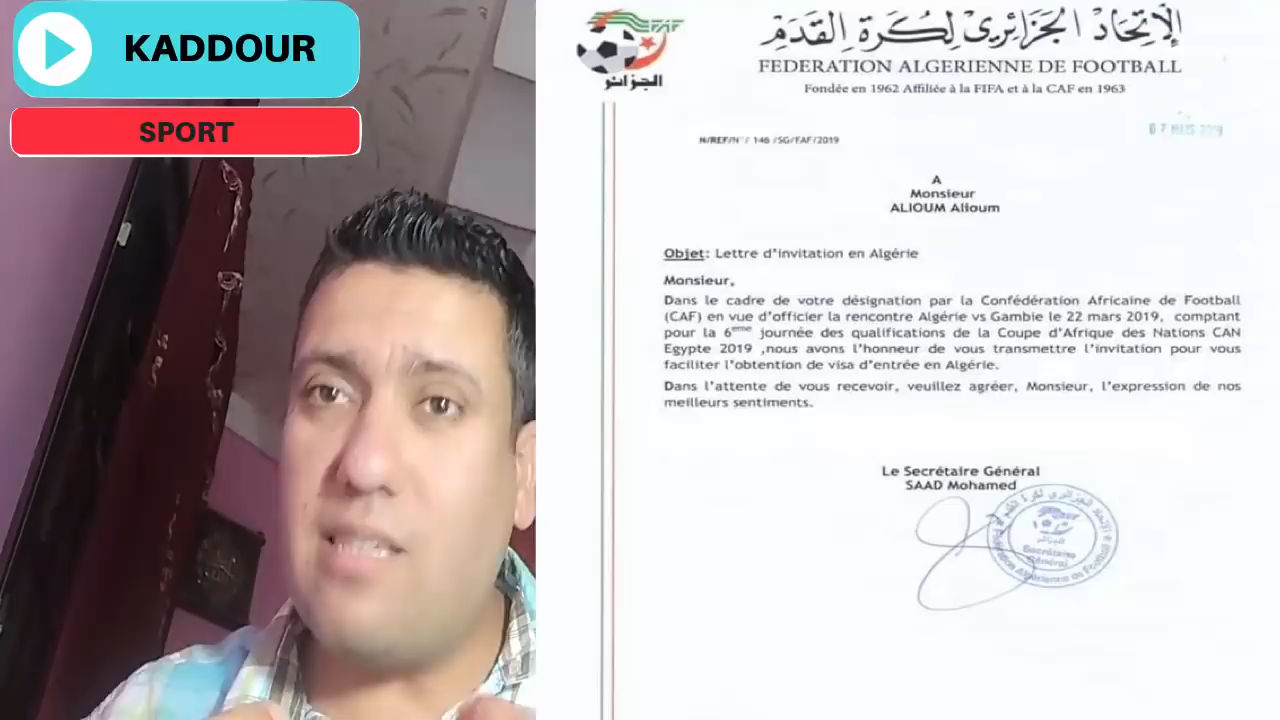 KADDOUR
SPORT
FAF
الجزائر
الإتحاد الجزائري لكرة القدم
FEDERATION ALGERIENNE DE FOOTBALL
Fondée en 1962 Affiliée à la FIFA et à la CAF en 1963
N/REF/N°/ 146 /SG/FAF/2019
A
Monsieur
ALIOUM Alioum
Objet: Lettre d'invitation en Algérie
Monsieur,
Dans le cadre de votre désignation par la Confédération Africaine de Football
(CAF) en vue d'officier la rencontre Algérie vs Gambie le 22 mars 2019, comptant
pour la 6eme journée des qualifications de la Coupe d'Afrique des Nations CAN
Egypte 2019 ,nous avons l'honneur de vous transmettre l'invitation pour vous
faciliter l'obtention de visa d'entrée en Algérie.
Dans l'attente de vous recevoir, veuillez agréer, Monsieur, l'expression de nos
meilleurs sentiments.
Le Secrétaire Général
SAAD Mohamed
Secrétaire
Général